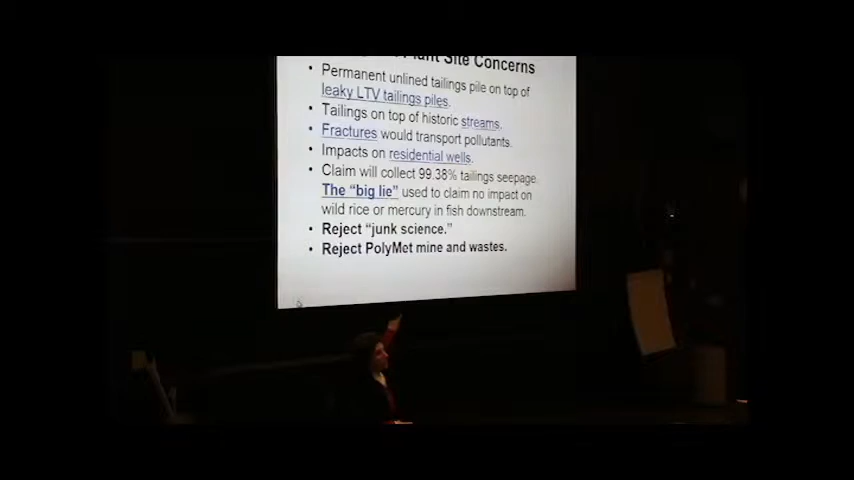 Plant Site Concerns
• Permanent unlined tailings pile on top of
leaky LTV tailings piles.
• Tailings on top of historic streams.
• Fractures would transport pollutants.
• Impacts on residential wells.
• Claim will collect 99.38% tailings seepage.
The "big lie" used to claim no impact on
wild rice or mercury in fish downstream.
• Reject "junk science."
• Reject PolyMet mine and wastes.